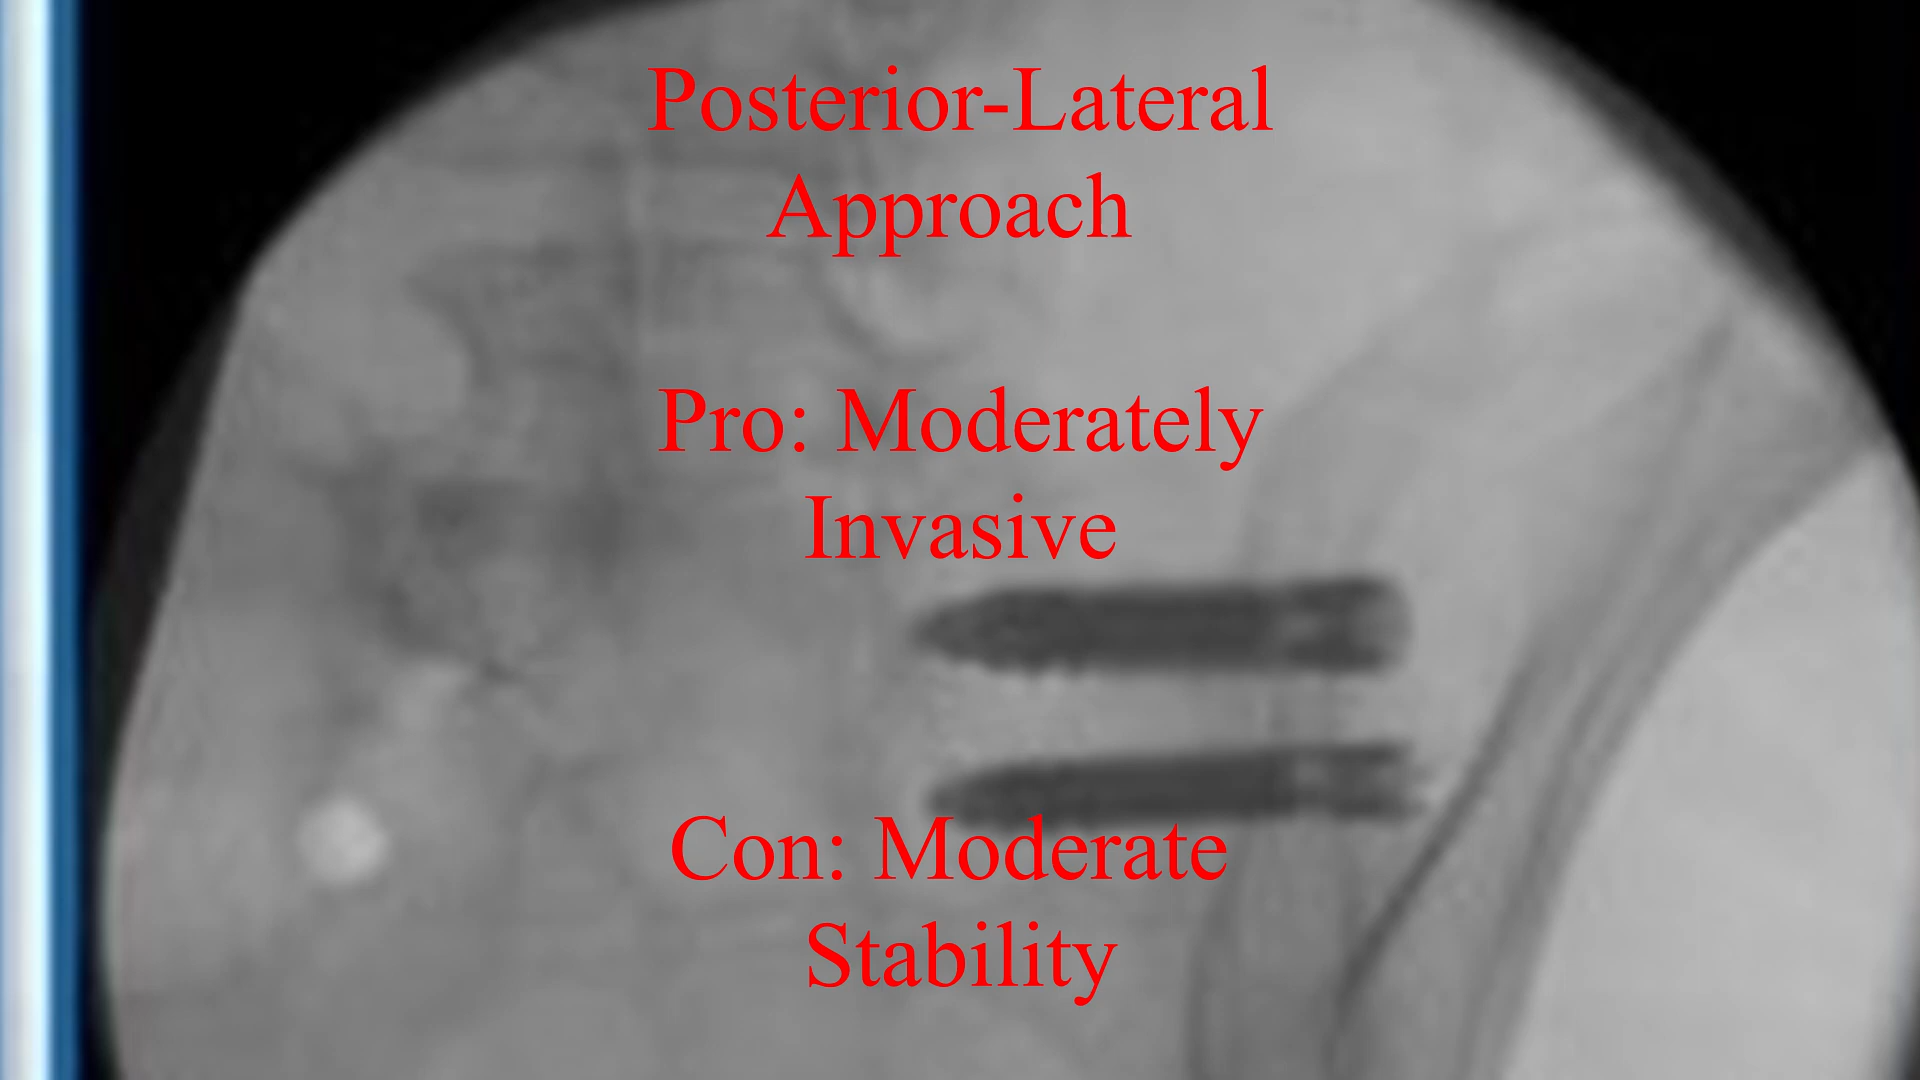 Posterior-Lateral
Approach
Pro: Moderately
Invasive
Con: Moderate
Stability